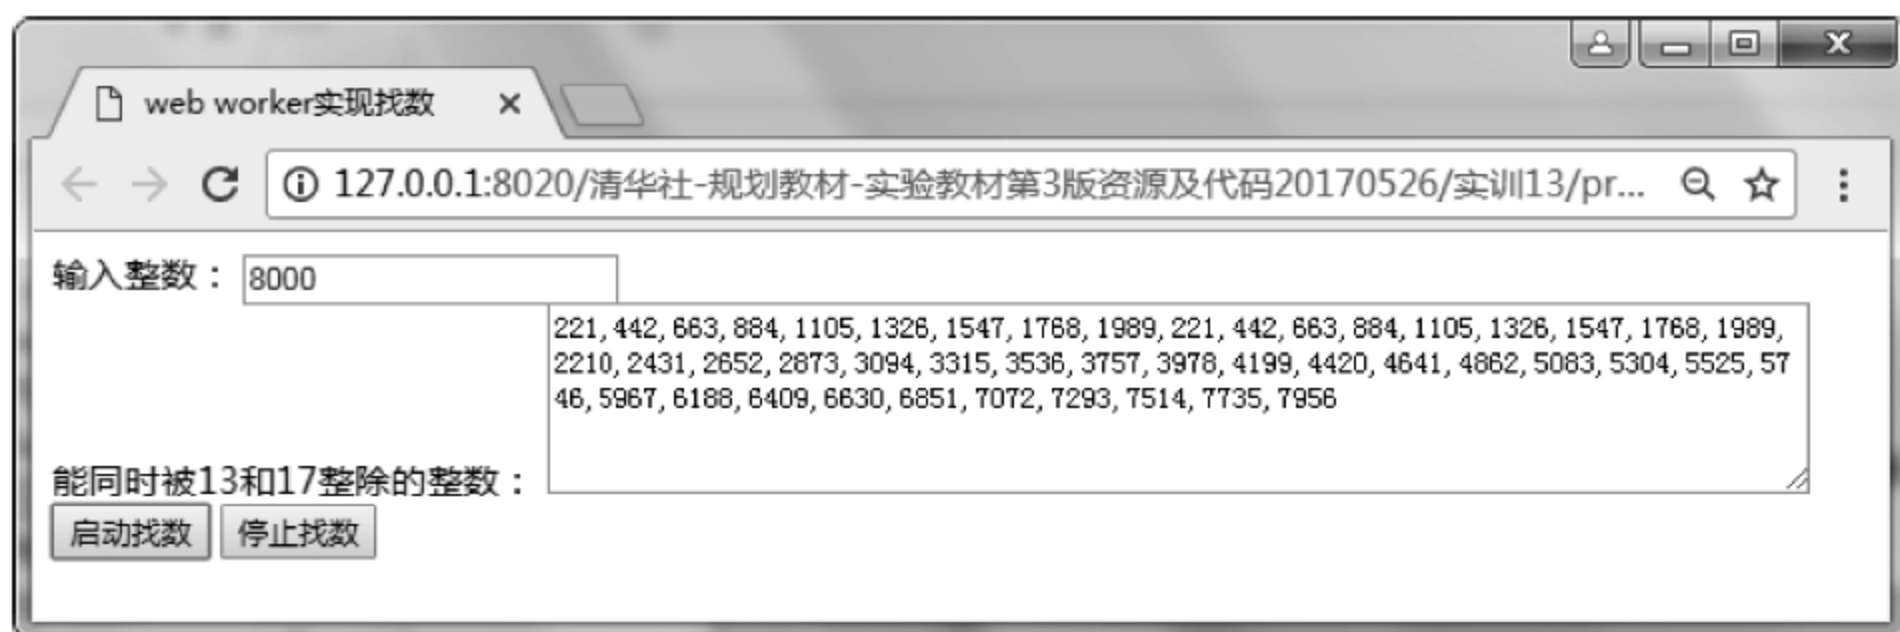 web worker实现找数
127.0.0.1:8020/清华社-规划教材-实验教材第3版资源及代码20170526/实训13/pr...
输入整数： 8000
221, 442, 663, 884, 1105, 1326, 1547, 1768, 1989, 221, 442, 663, 884, 1105, 1326, 1547, 1768, 1989,
2210, 2431, 2652, 2873, 3094, 3315, 3536, 3757, 3978, 4199, 4420, 4641, 4862, 5083, 5304, 5525, 57
46, 5967, 6188, 6409, 6630, 6851, 7072, 7293, 7514, 7735, 7956
能同时被13和17整除的整数：
启动找数 停止找数